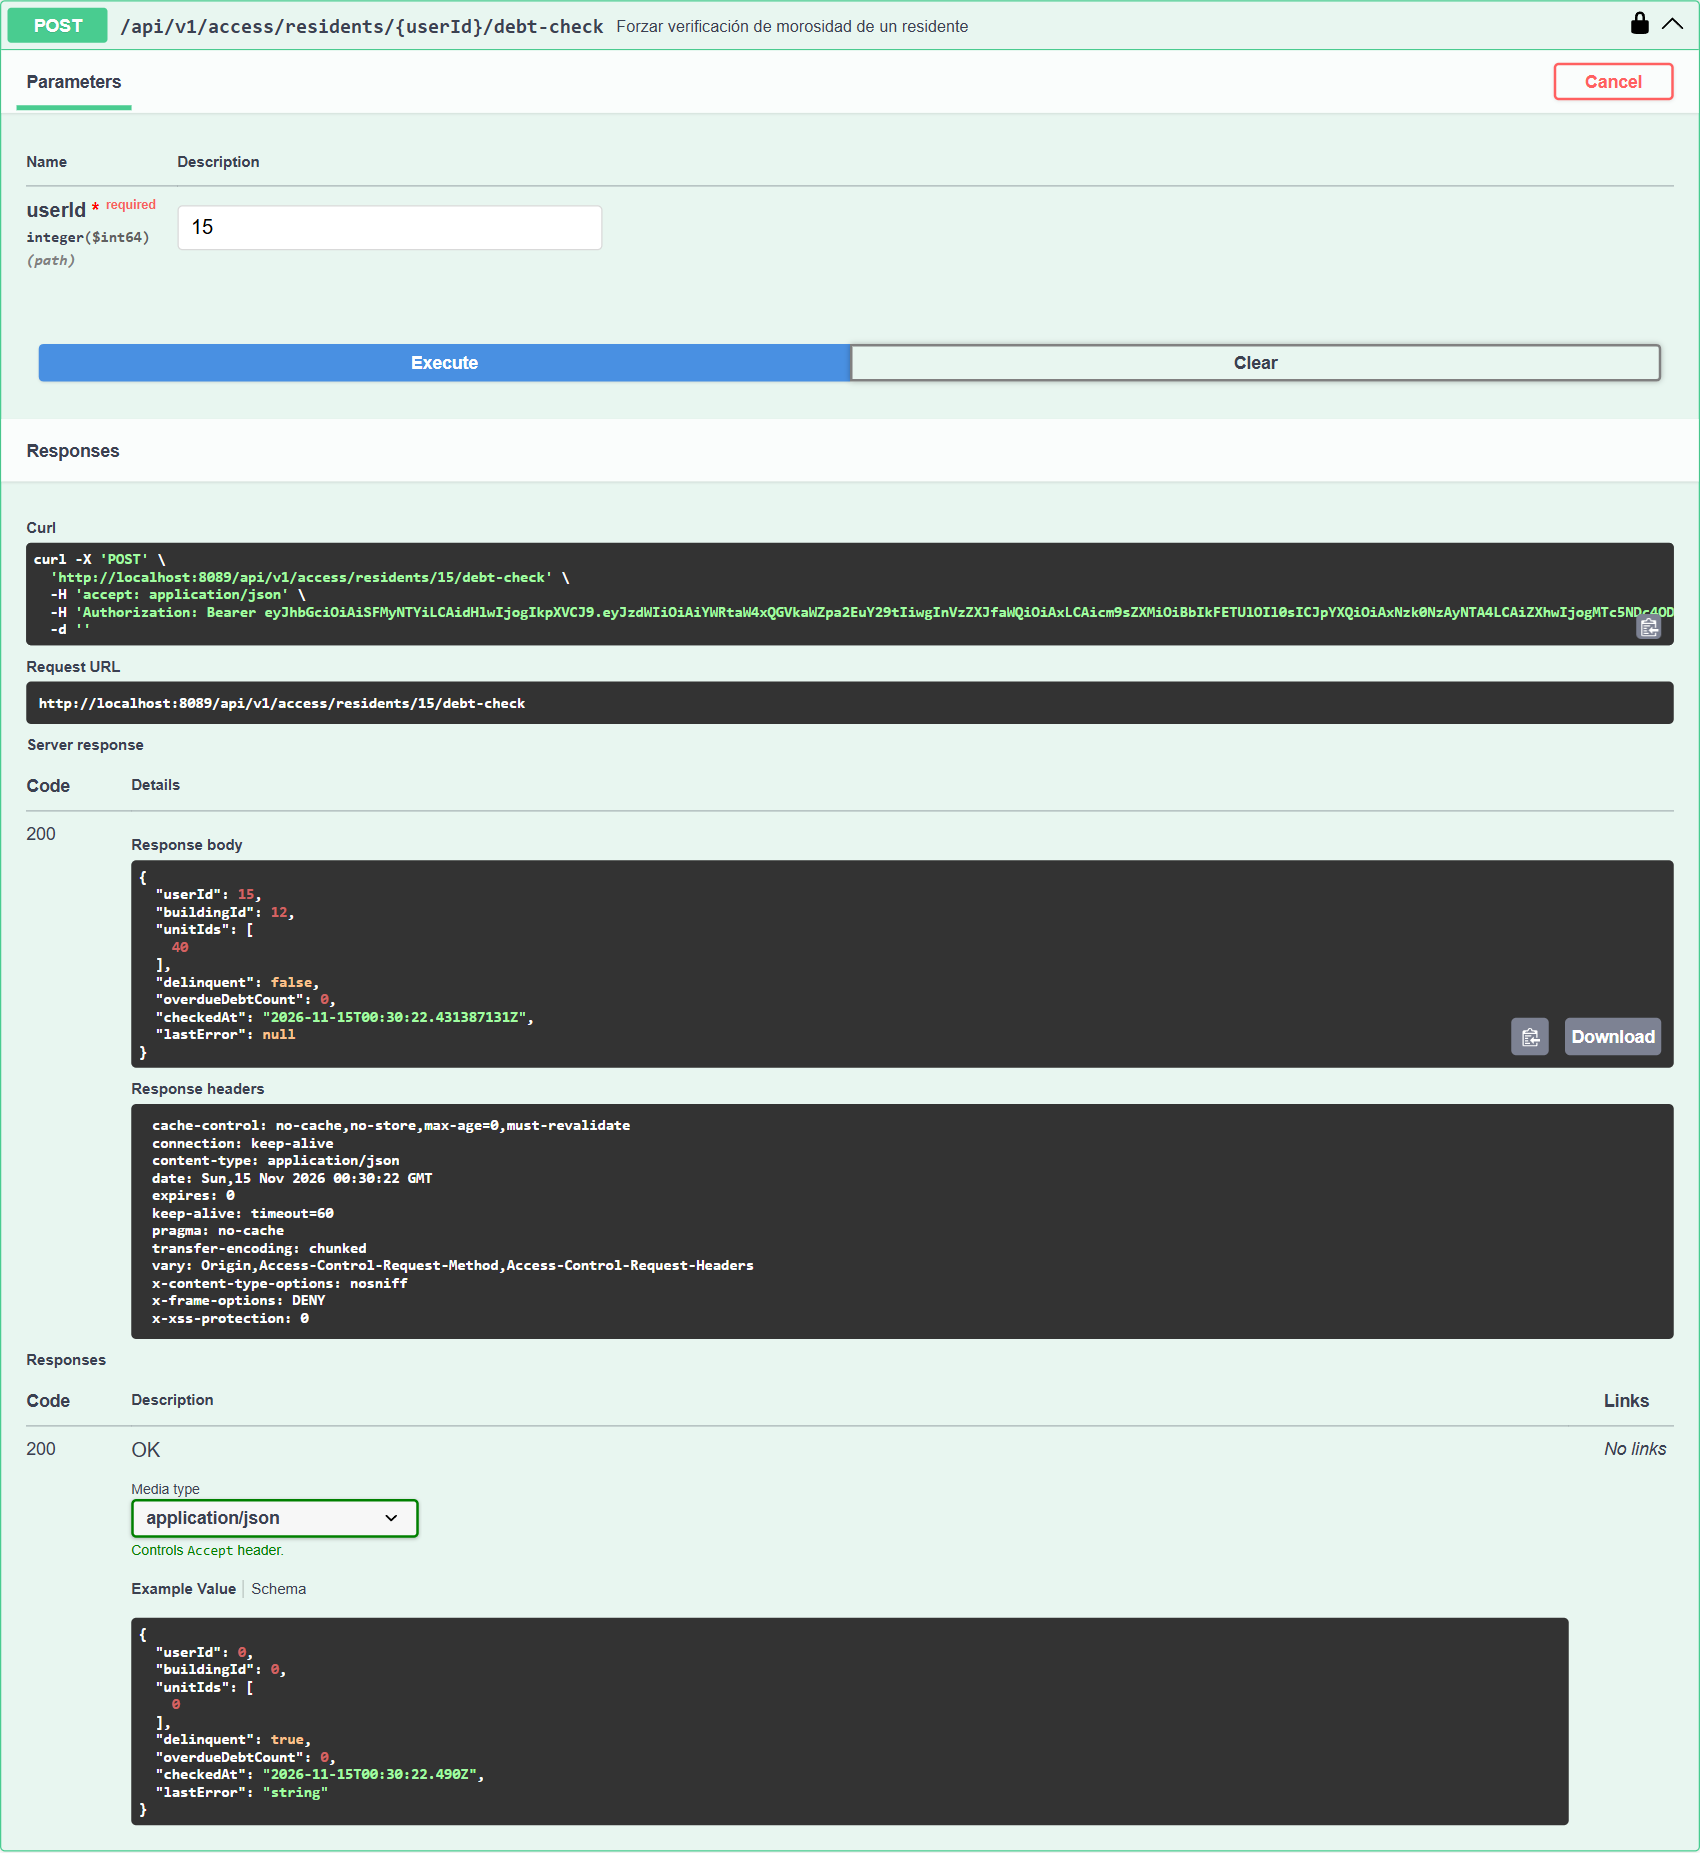 POST /api/v1/access/residents/{userId}/debt-check Forzar verificación de morosidad de un residente
Parameters
Cancel
Name Description
userId * required
integer($int64)
(path)
15
Execute
Clear
Responses
Curl
curl -X 'POST' \
'http://localhost:8089/api/v1/access/residents/15/debt-check' \
-H 'accept: application/json' \
-H 'Authorization: Bearer
-d ''
Request URL
http://localhost:8089/api/v1/access/residents/15/debt-check
Server response
Code Details
200
Response body
{
"userId": 15,
"buildingId": 12,
"unitIds": [
40
],
"delinquent": false,
"overdueDebtCount": 0,
"checkedAt": "2026-11-15T00:30:22.431387131Z",
"lastError": null
}
Download
Response headers
cache-control: no-cache,no-store,max-age=0,must-revalidate
connection: keep-alive
content-type: application/json
date: Sun,15 Nov 2026 00:30:22 GMT
expires: 0
keep-alive: timeout=60
pragma: no-cache
transfer-encoding: chunked
vary: Origin,Access-Control-Request-Method,Access-Control-Request-Headers
x-content-type-options: nosniff
x-frame-options: DENY
x-xss-protection: 0
Responses
Code Description Links
200 OK No links
Media type
application/json
Controls Accept header.
Example Value Schema
{
"userId": 0,
"buildingId": 0,
"unitIds": [
0
],
"delinquent": true,
"overdueDebtCount": 0,
"checkedAt": "2026-11-15T00:30:22.490Z",
"lastError": "string"
}